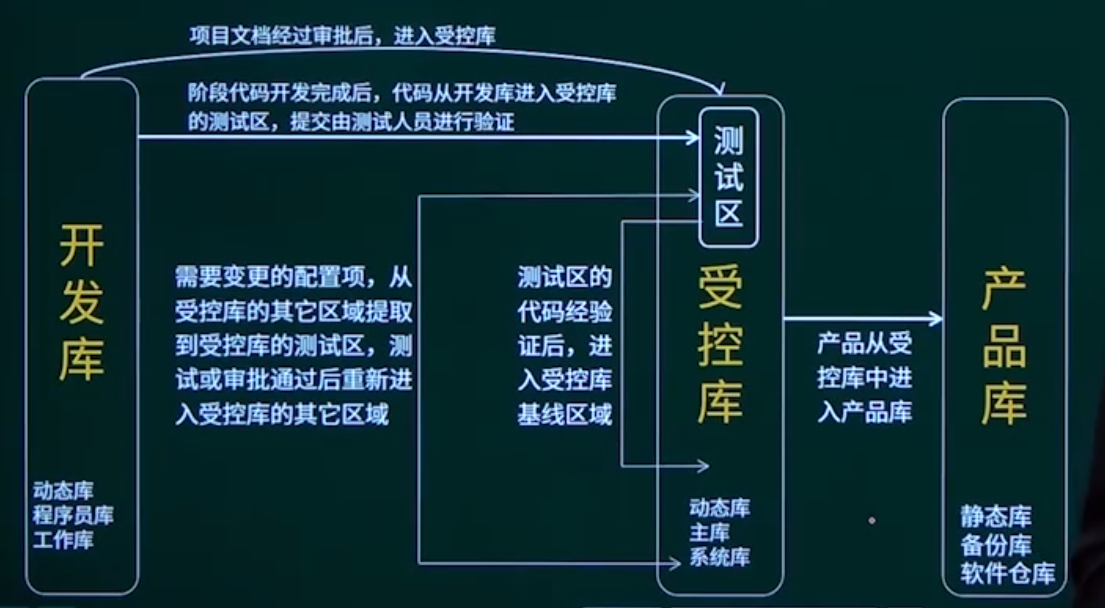 项目文档经过审批后，进入受控库
阶段代码开发完成后，代码从开发库进入受控库
的测试区，提交由测试人员进行验证
开
发
库
动态库
程序员库
工作库
需要变更的配置项，从
受控库的其它区域提取
到受控库的测试区，测
试或审批通过后重新进
入受控库的其它区域
测试区的
代码经验
证后，进
入受控库
基线区域
测
试
区
受
控
库
动态库
主库
系统库
产品从受
控库中进
入产品库
产
品
库
静态库
备份库
软件仓库